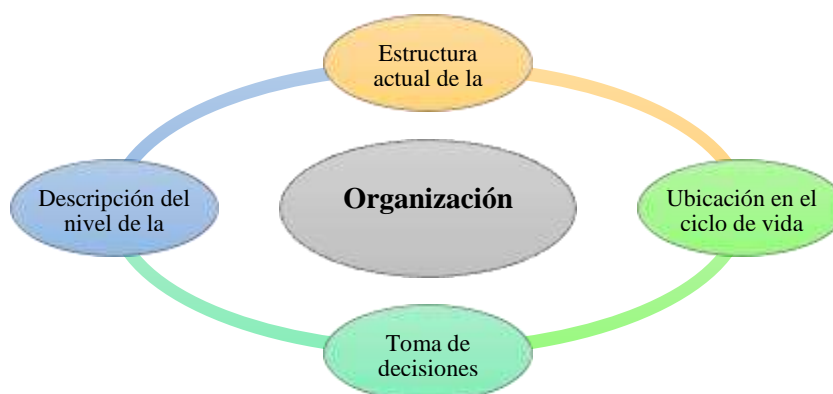 Estructura
actual de la
Descripción del
nivel de la
Organización
Ubicación en el
ciclo de vida
Toma de
decisiones